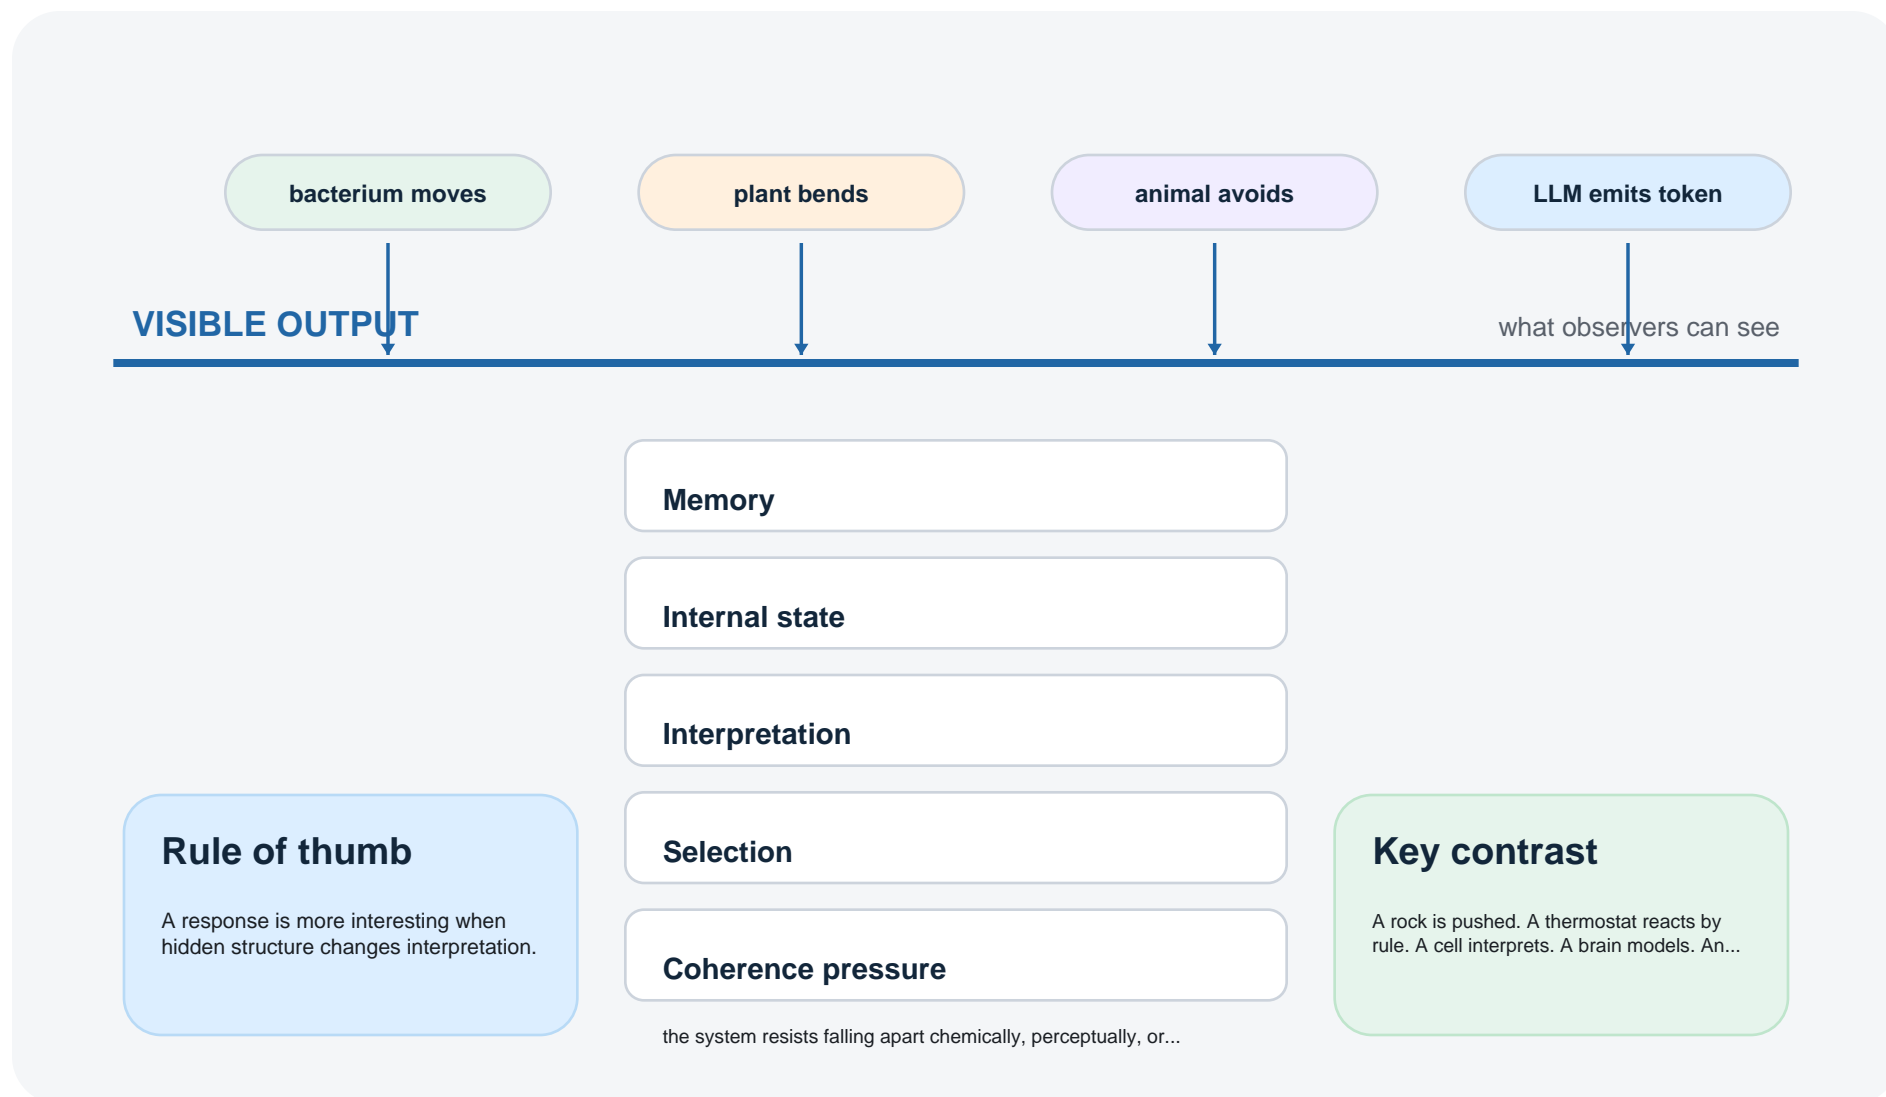 bacterium moves
plant bends
animal avoids
LLM emits token
VISIBLE OUTPUT
what observers can see
Memory
Internal state
Interpretation
Selection
Coherence pressure
the system resists falling apart chemically, perceptually, or...
Rule of thumb
A response is more interesting when
hidden structure changes interpretation.
Key contrast
A rock is pushed. A thermostat reacts by
rule. A cell interprets. A brain models. An...